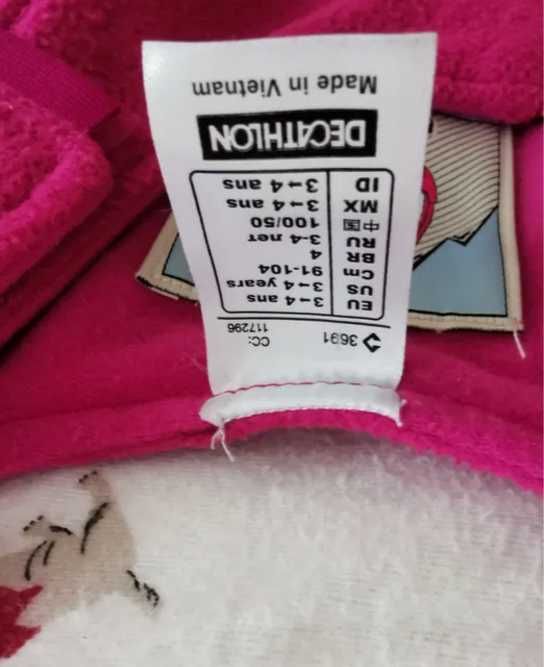 3691
CC:
117296
EU 3→4 ans
US 3→4 years
Cm 91-104
BR 4
RU 3-4 лет
中国 100/50
MX 3→4 ans
ID 3→4 ans
DECATHLON
Made in Vietnam